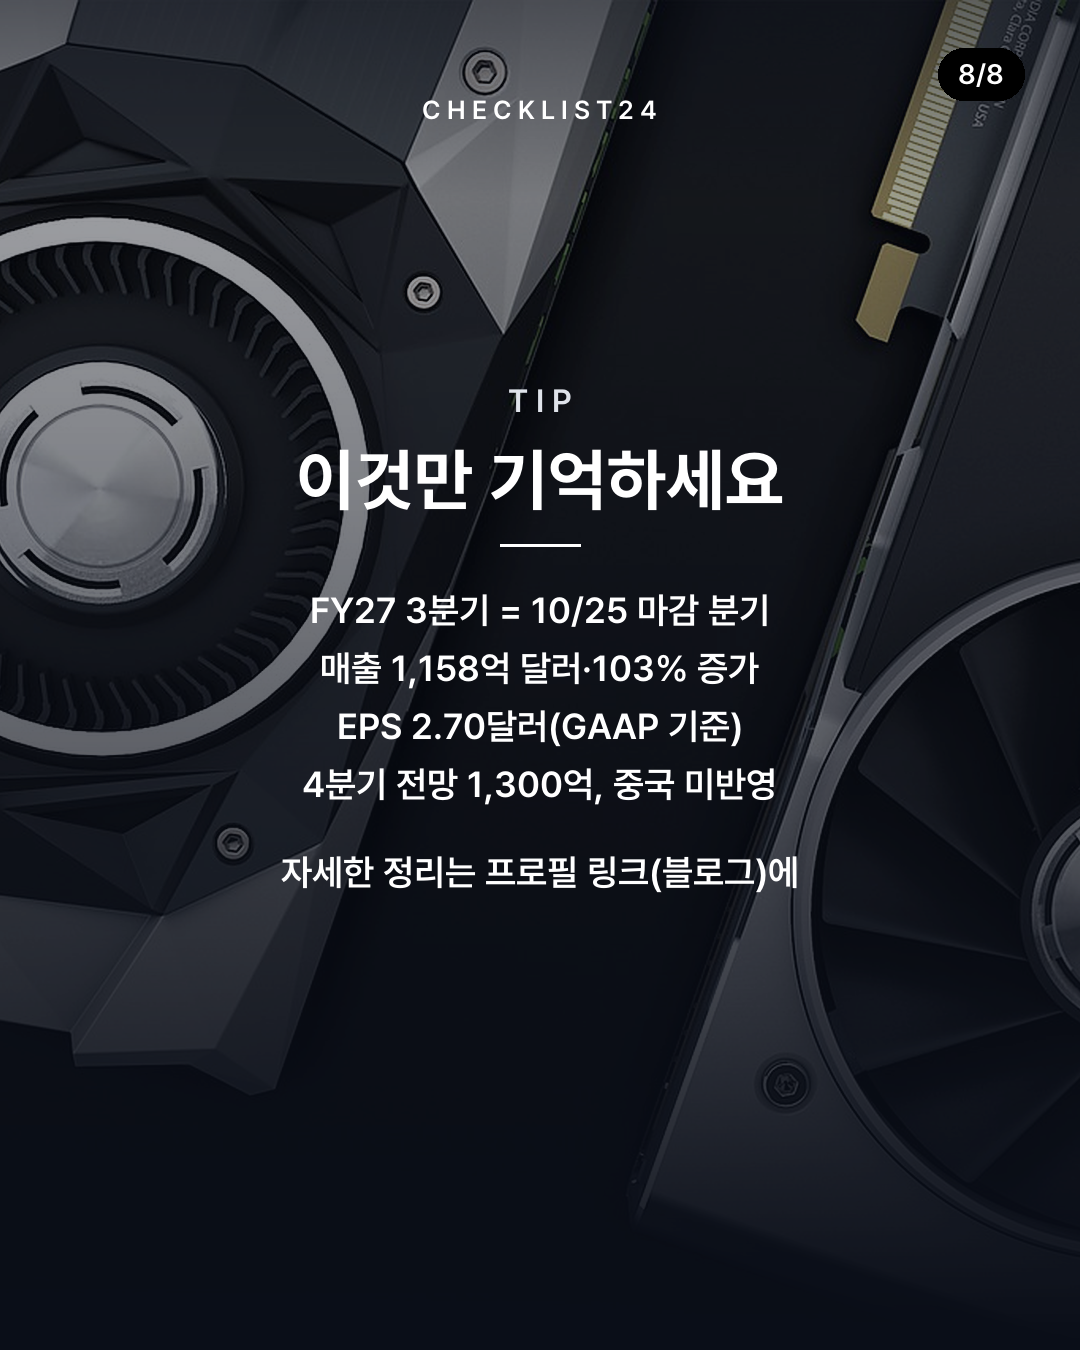 8/8
CHECKLIST24
TIP
이것만 기억하세요
FY27 3분기 = 10/25 마감 분기
매출 1,158억 달러·103% 증가
EPS 2.70달러(GAAP 기준)
4분기 전망 1,300억, 중국 미반영
자세한 정리는 프로필 링크(블로그)에
USA